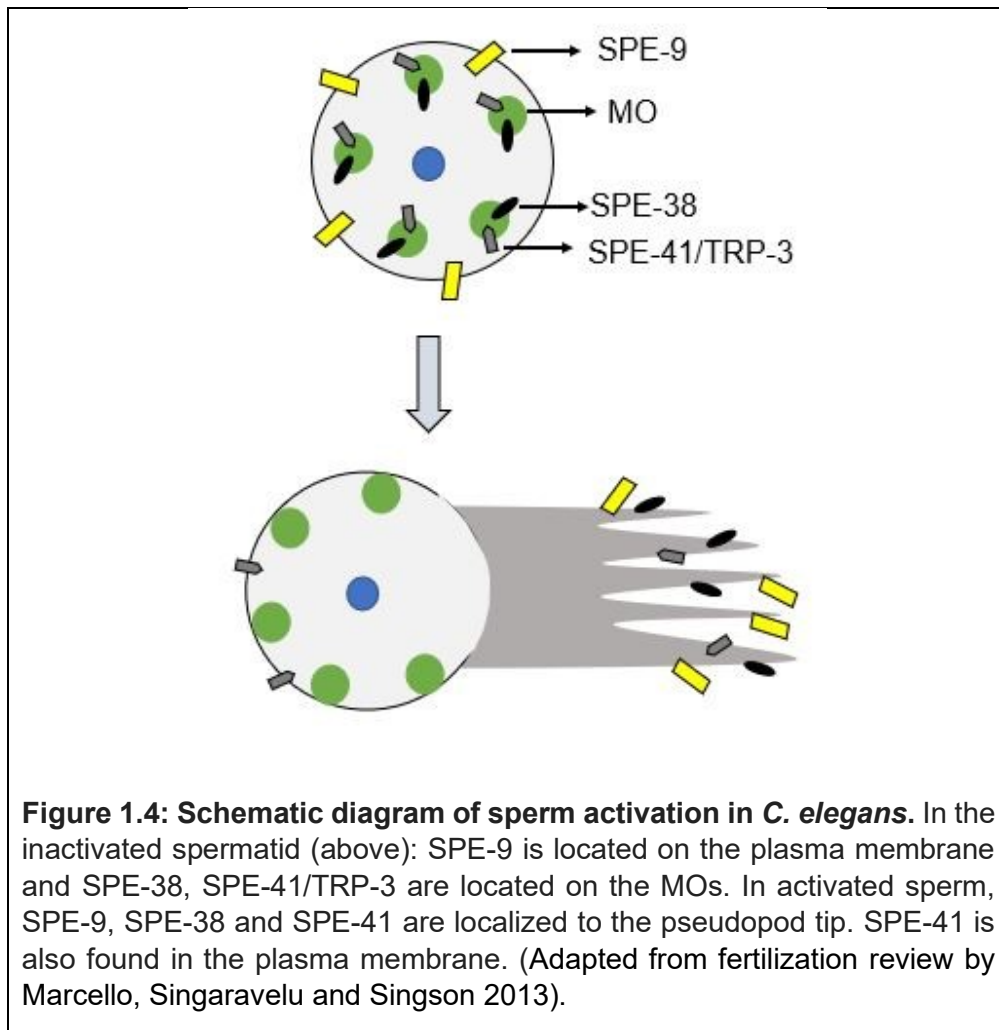 SPE-9
MO
SPE-38
SPE-41/TRP-3
Figure 1.4: Schematic diagram of sperm activation in C. elegans. In the
inactivated spermatid (above): SPE-9 is located on the plasma membrane
and SPE-38, SPE-41/TRP-3 are located on the MOs. In activated sperm,
SPE-9, SPE-38 and SPE-41 are localized to the pseudopod tip. SPE-41 is
also found in the plasma membrane. (Adapted from fertilization review by
Marcello, Singaravelu and Singson 2013).